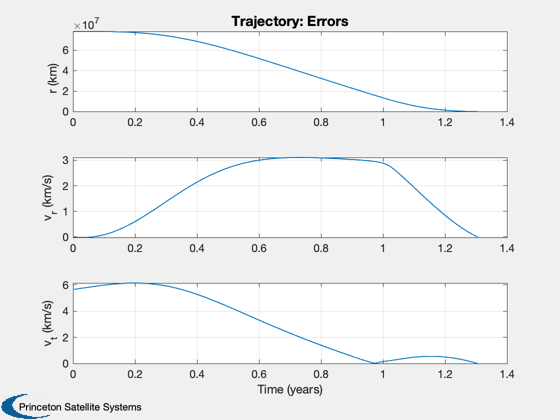 Trajectory: Errors
×10⁷
r (km)
6
4
2
0
0 0.2 0.4 0.6 0.8 1 1.2 1.4
v_r (km/s)
3
2
1
0
0 0.2 0.4 0.6 0.8 1 1.2 1.4
v_t (km/s)
6
4
2
0
0 0.2 0.4 0.6 0.8 1 1.2 1.4
Time (years)
Princeton Satellite Systems